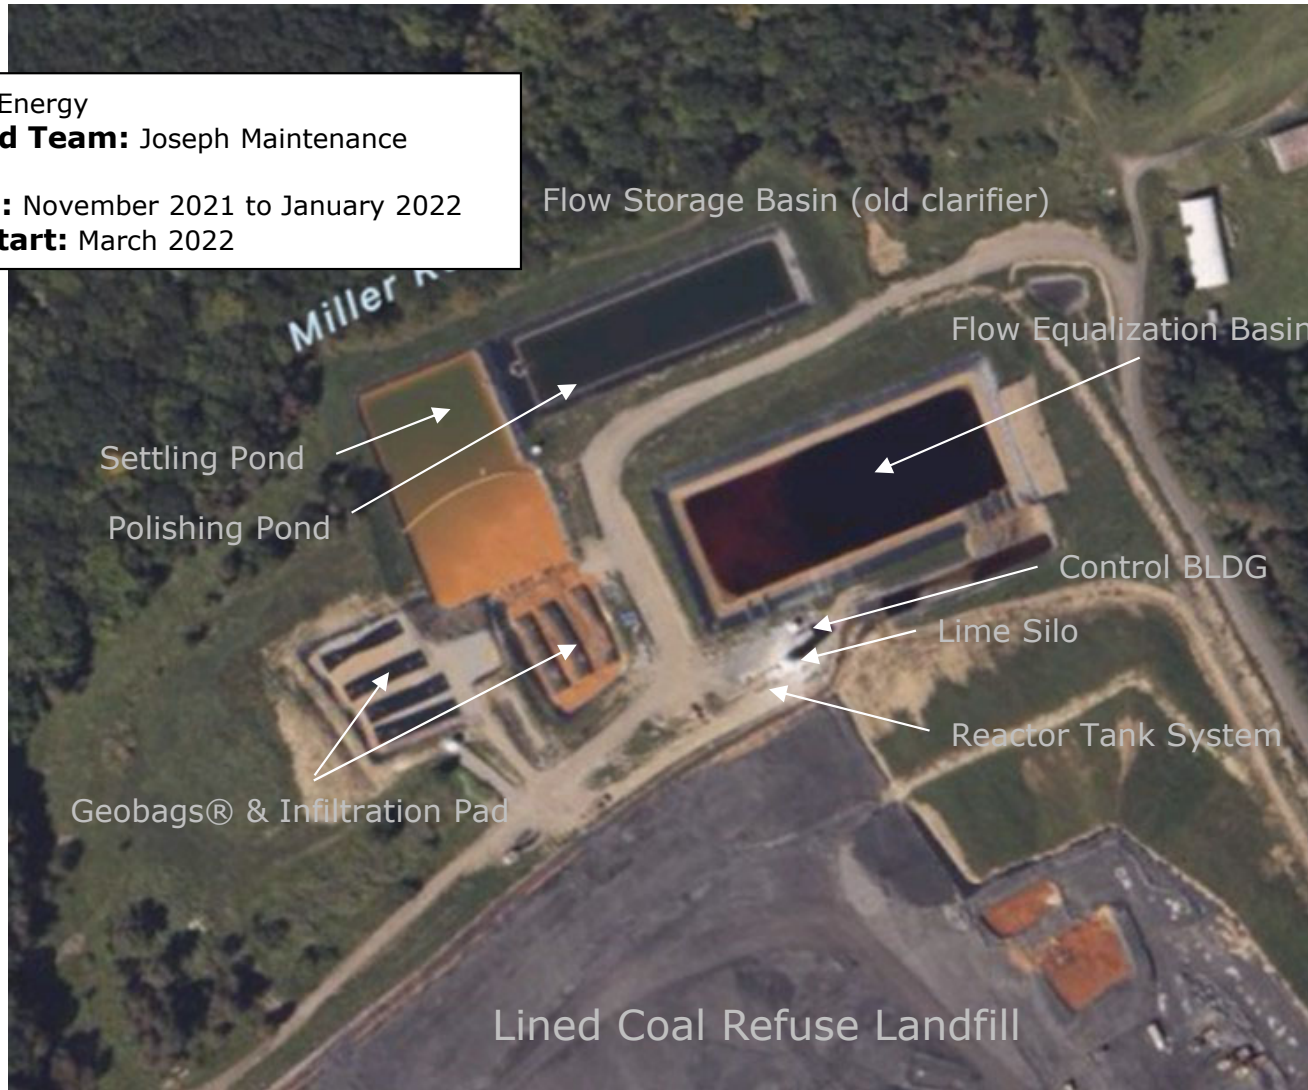 Energy
d Team: Joseph Maintenance
: November 2021 to January 2022
tart: March 2022
Flow Storage Basin (old clarifier)
Miller
Flow Equalization Basin
Settling Pond
Polishing Pond
Control BLDG
Lime Silo
Reactor Tank System
Geobags® & Infiltration Pad
Lined Coal Refuse Landfill